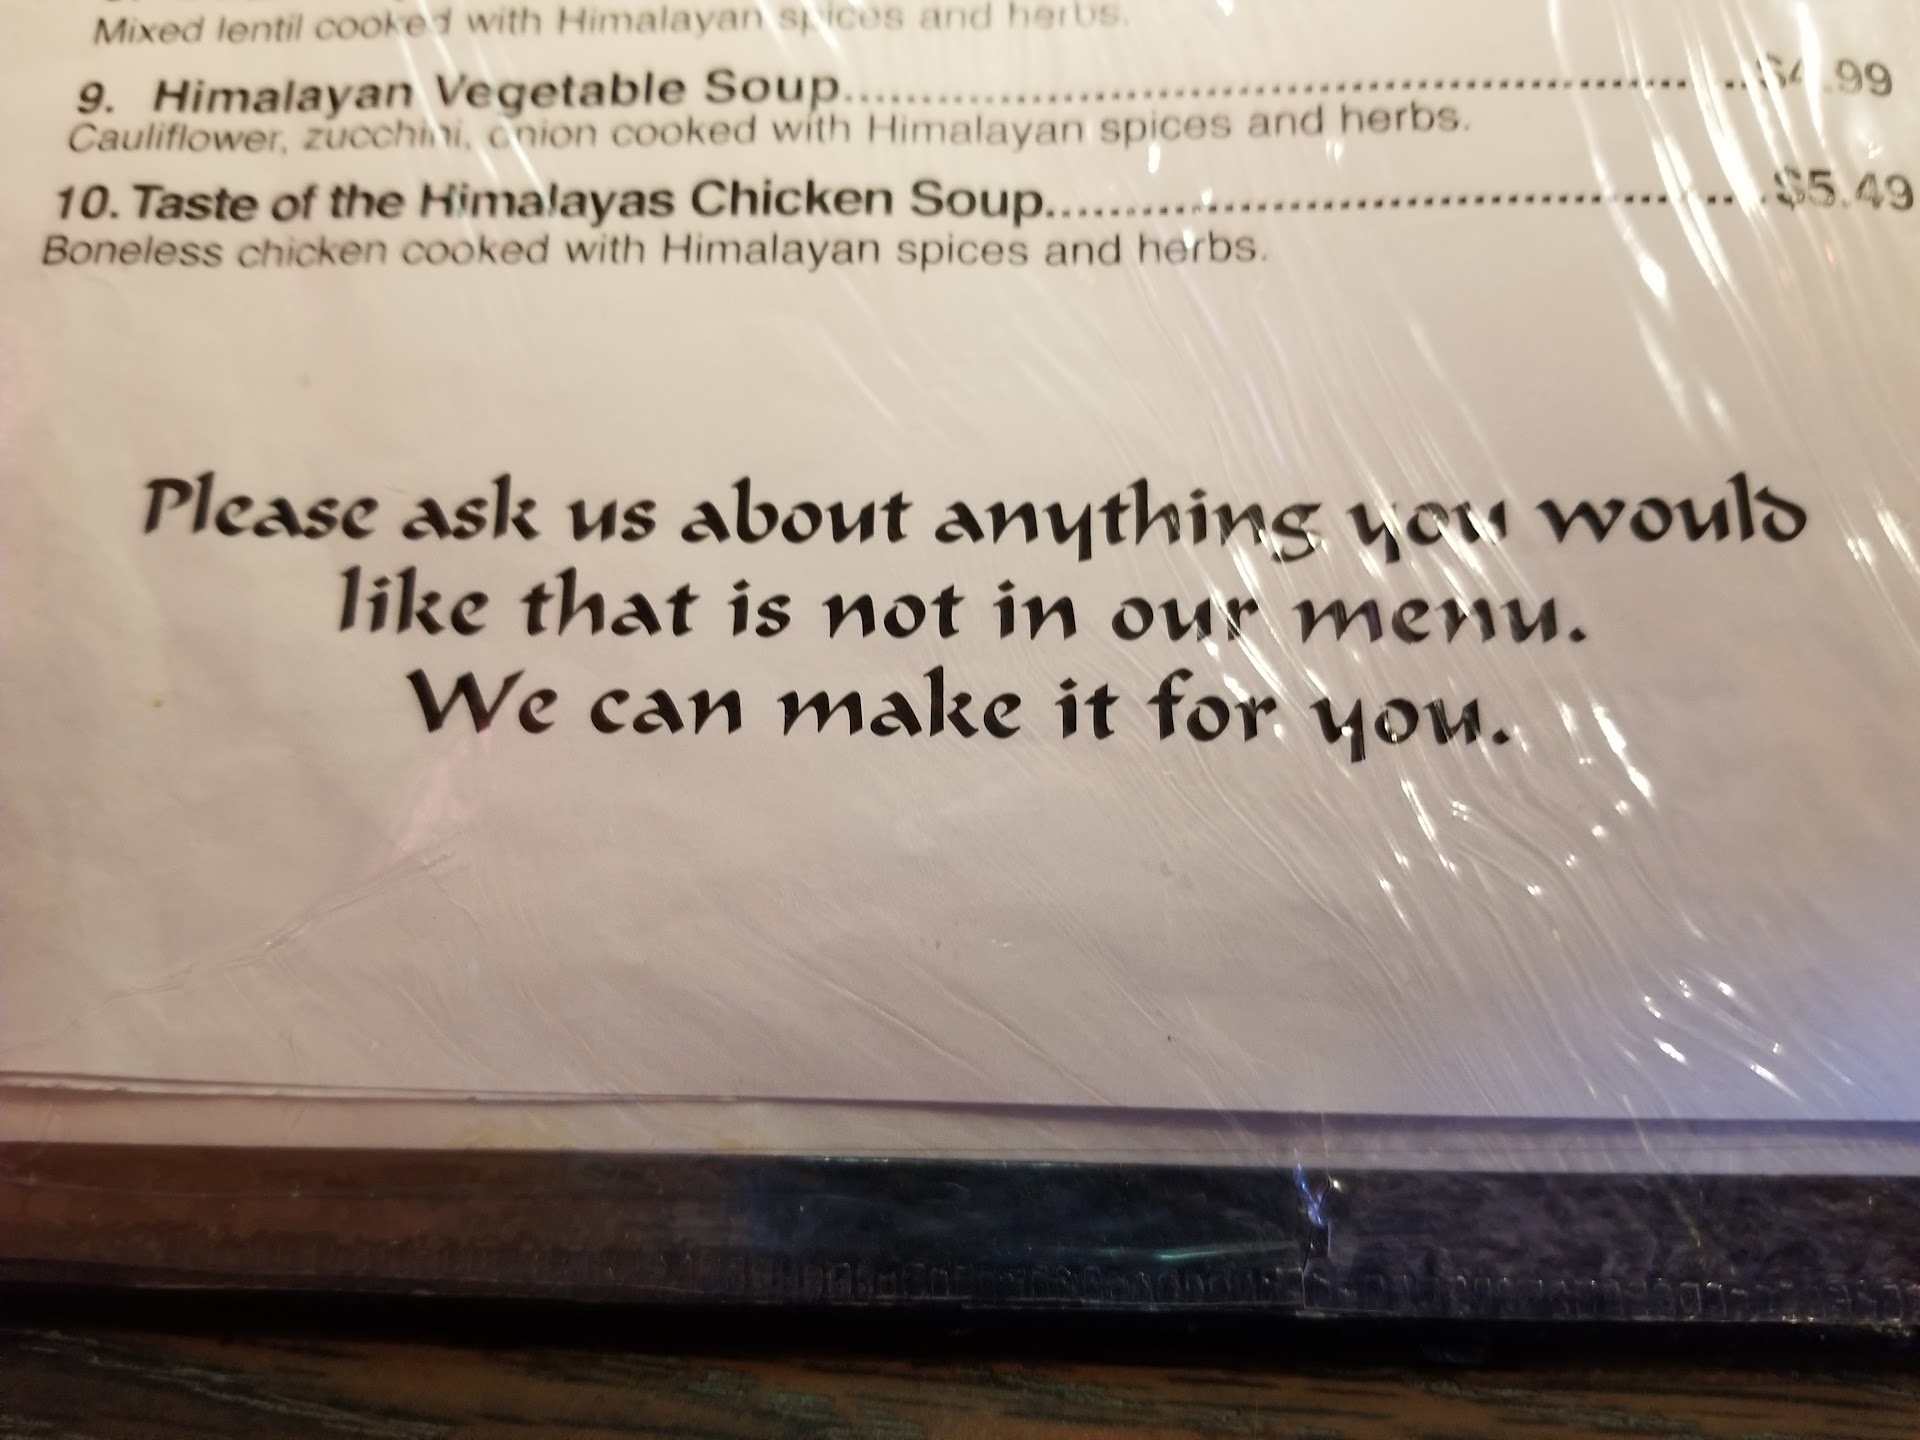 Mixed lentil cooked with Himalayan spices and herbs.
9. Himalayan Vegetable Soup.......................................................$4.99
Cauliflower, zucchini, onion cooked with Himalayan spices and herbs.
10. Taste of the Himalayas Chicken Soup..........................................$5.49
Boneless chicken cooked with Himalayan spices and herbs.
Please ask us about anything you would
like that is not in our menu.
We can make it for you.